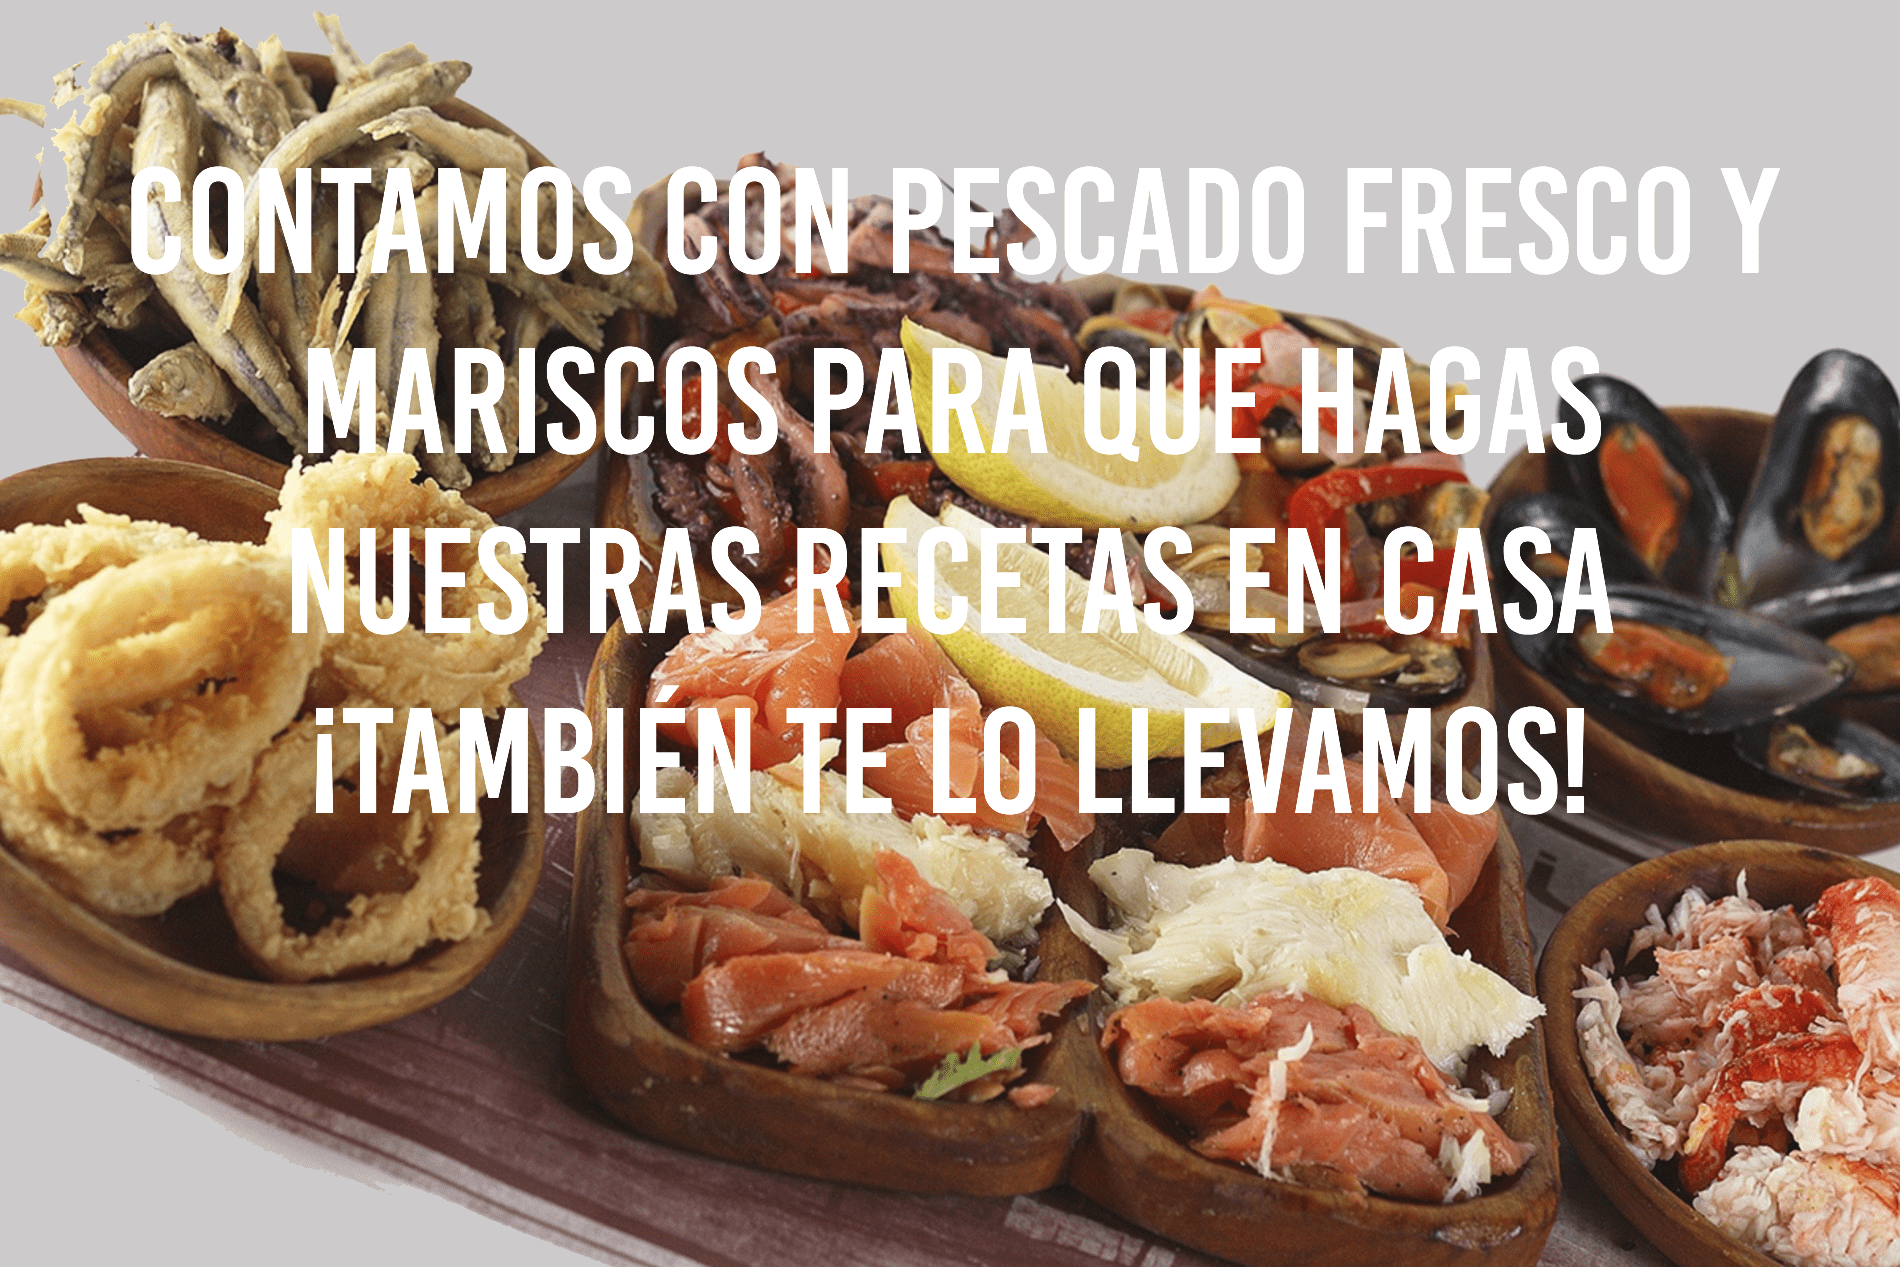 CONTAMOS CON PESCADO FRESCO Y
MARISCOS PARA QUE HAGAS
NUESTRAS RECETAS EN CASA
¡TAMBIÉN TE LO LLEVAMOS!